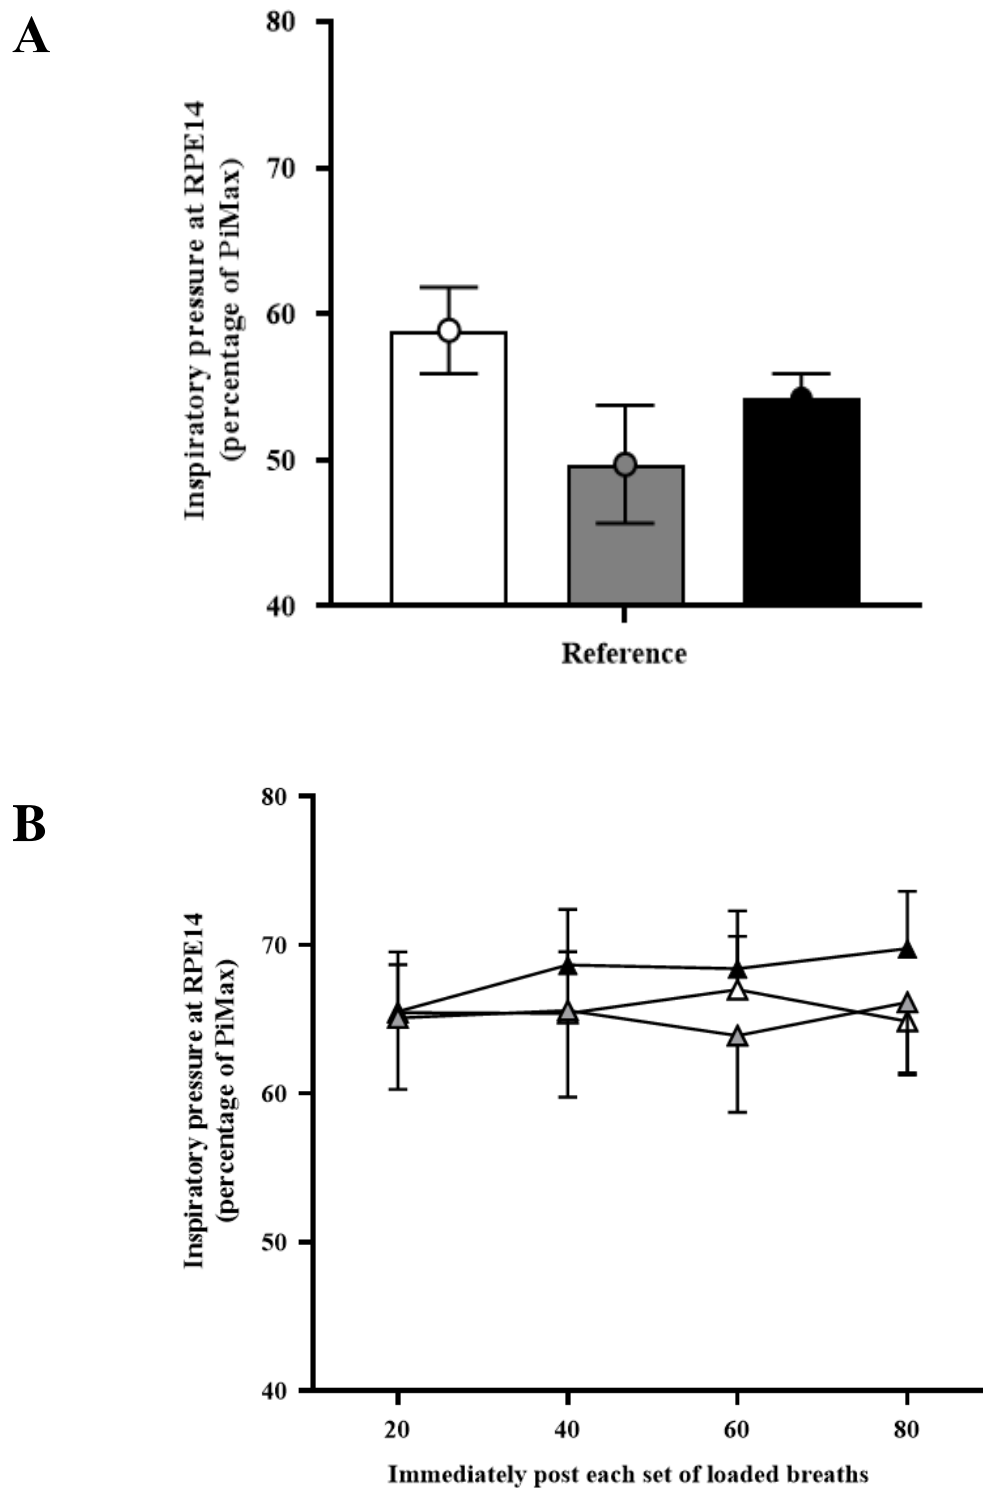 A
80
70
60
50
40
Inspiratory pressure at RPE14
(percentage of PiMax)
Reference
B
80
70
60
50
40
Inspiratory pressure at RPE14
(percentage of PiMax)
20 40 60 80
Immediately post each set of loaded breaths